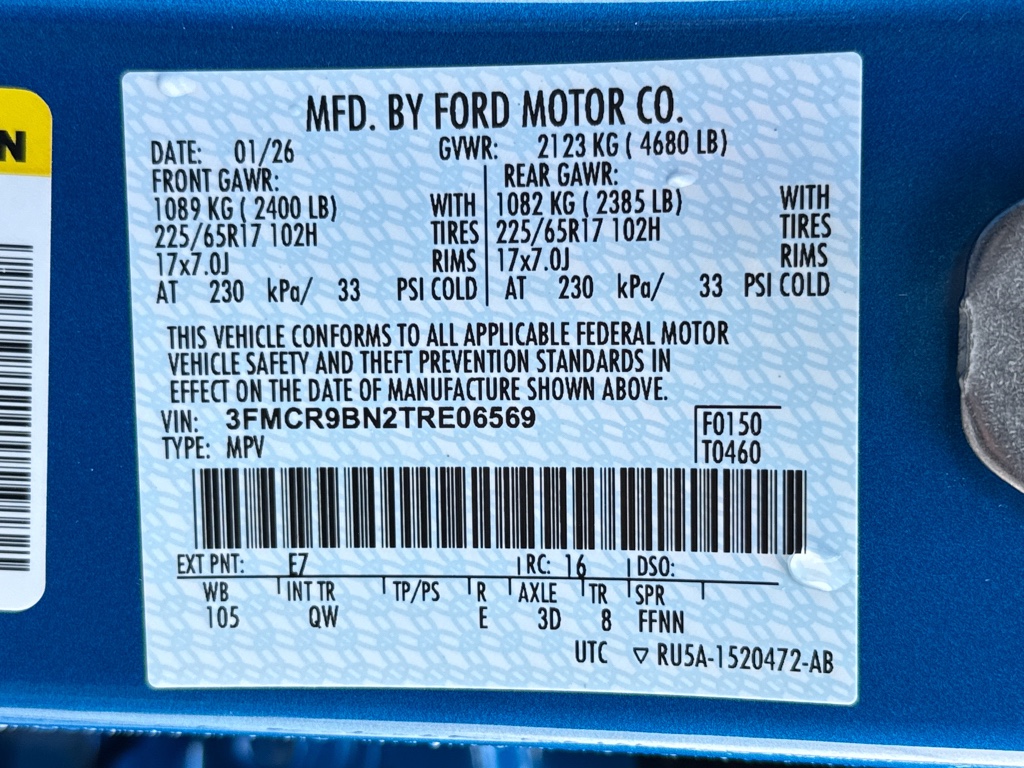 N
MFD. BY FORD MOTOR CO.
DATE: 01/26 GVWR: 2123 KG ( 4680 LB)
FRONT GAWR: REAR GAWR:
1089 KG ( 2400 LB) WITH 1082 KG ( 2385 LB) WITH
225/65R17 102H TIRES 225/65R17 102H TIRES
17x7.0J RIMS 17x7.0J RIMS
AT 230 kPa/ 33 PSI COLD AT 230 kPa/ 33 PSI COLD
THIS VEHICLE CONFORMS TO ALL APPLICABLE FEDERAL MOTOR
VEHICLE SAFETY AND THEFT PREVENTION STANDARDS IN
EFFECT ON THE DATE OF MANUFACTURE SHOWN ABOVE.
VIN: 3FMCR9BN2TRE06569 F0150
TYPE: MPV T0460
EXT PNT: E7 RC: 16 DSO:
WB INT TR TP/PS R AXLE TR SPR
105 QW E 3D 8 FFNN
UTC ▽ RU5A-1520472-AB